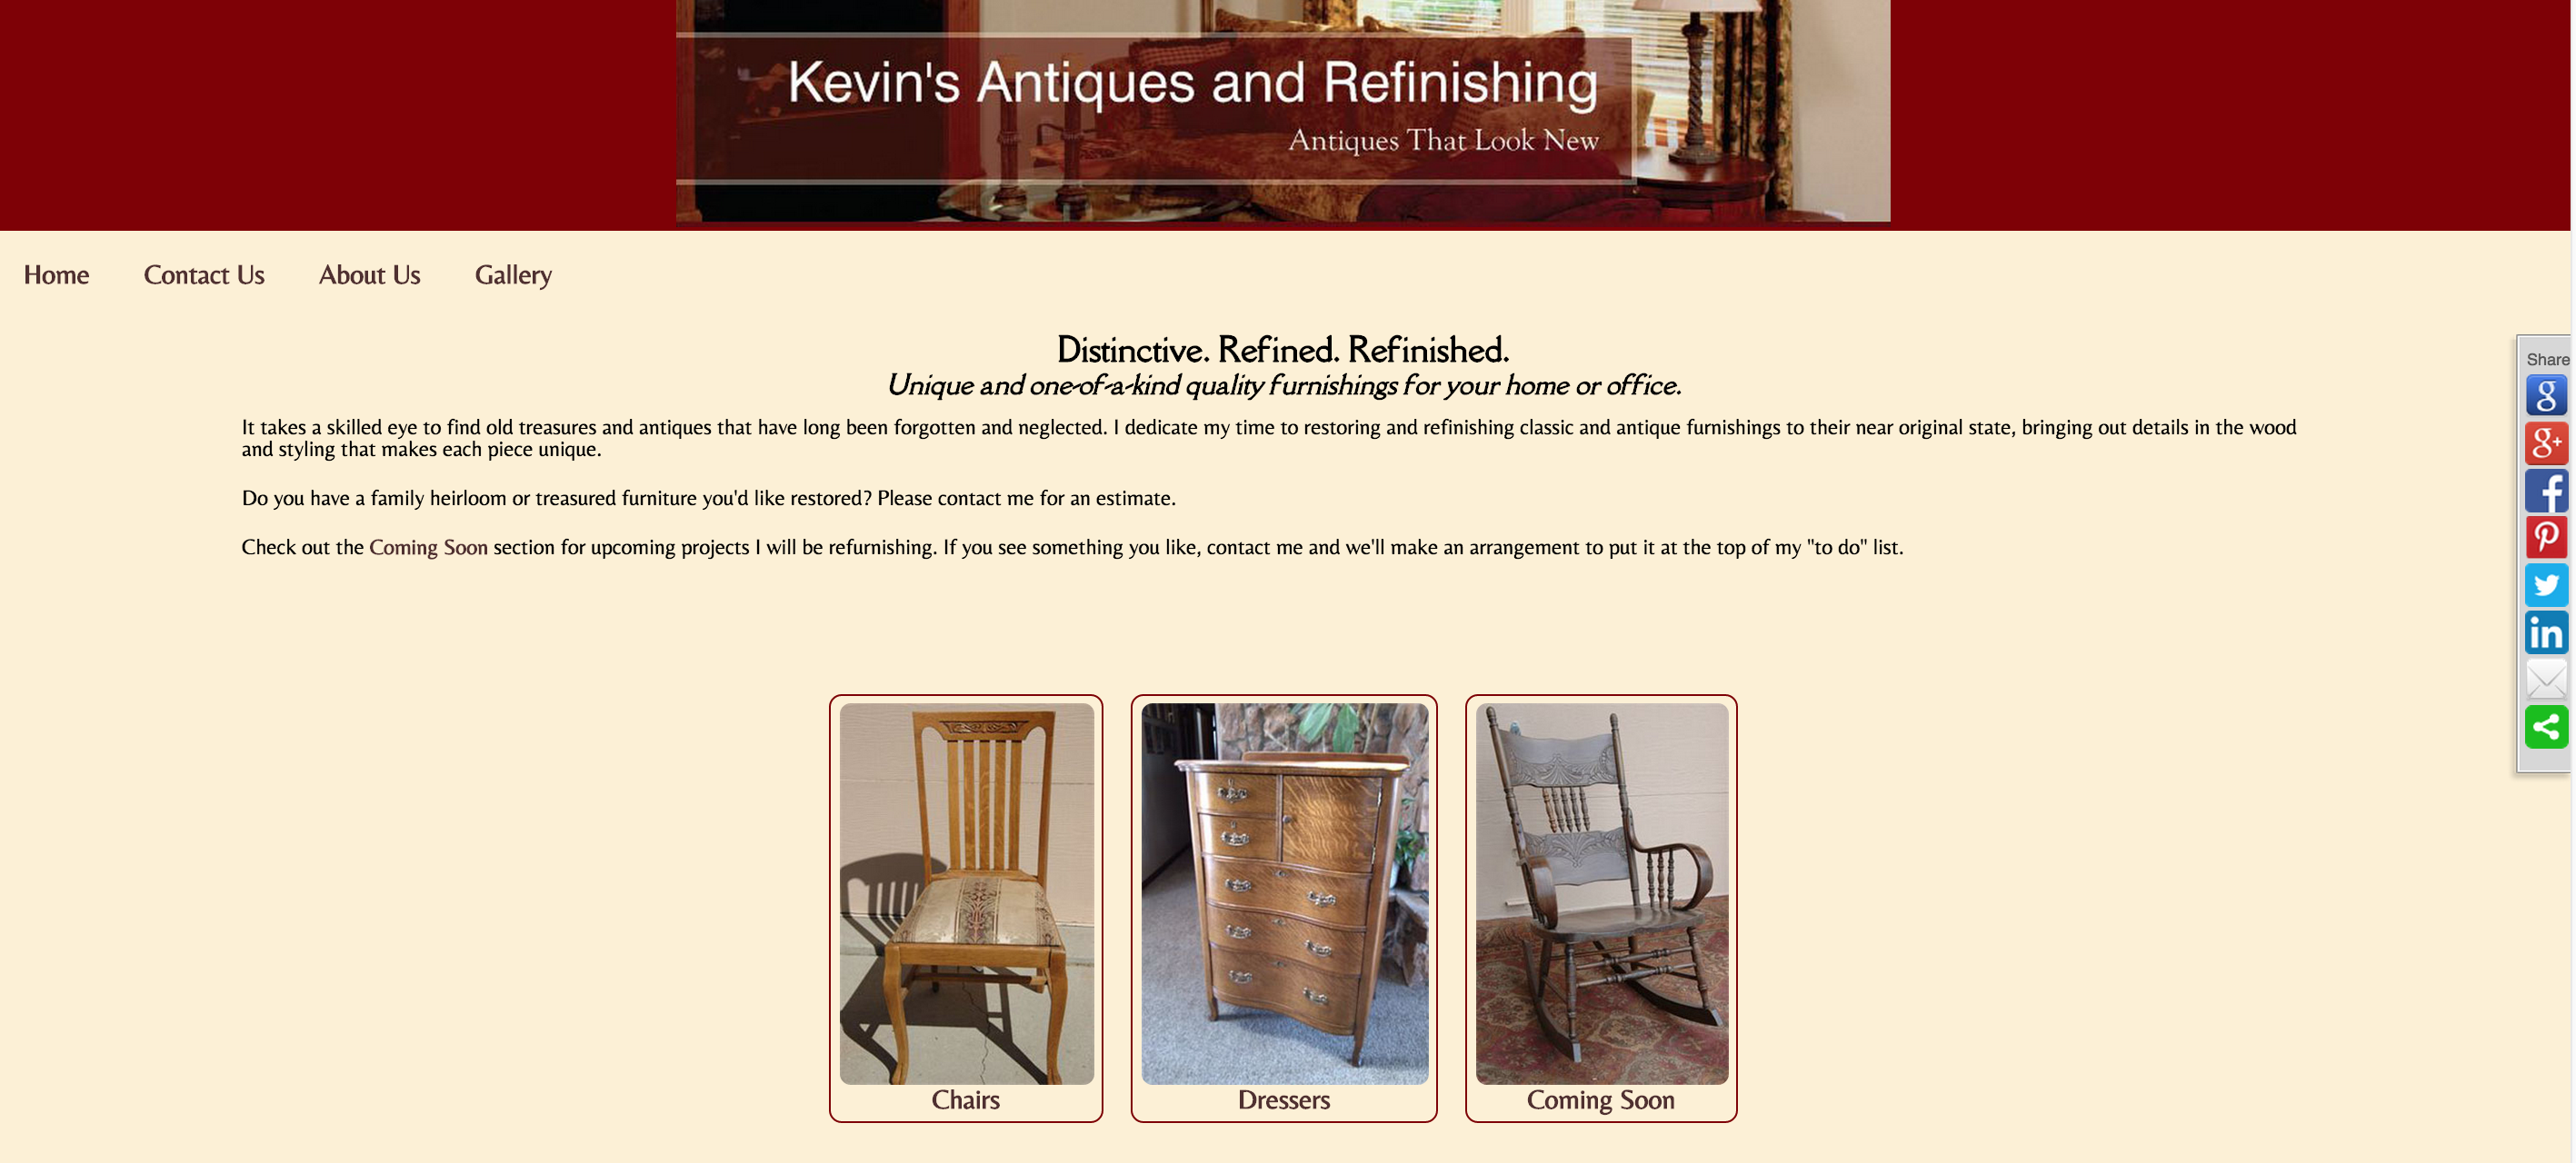 Kevin's Antiques and Refinishing
Antiques That Look New
Home
Contact Us
About Us
Gallery
Distinctive. Refined. Refinished.
Unique and one-of-a-kind quality furnishings for your home or office.
It takes a skilled eye to find old treasures and antiques that have long been forgotten and neglected. I dedicate my time to restoring and refinishing classic and antique furnishings to their near original state, bringing out details in the wood
and styling that makes each piece unique.
Do you have a family heirloom or treasured furniture you'd like restored? Please contact me for an estimate.
Check out the Coming Soon section for upcoming projects I will be refurnishing. If you see something you like, contact me and we'll make an arrangement to put it at the top of my "to do" list.
Share
g
g+
f
in
Chairs
Dressers
Coming Soon